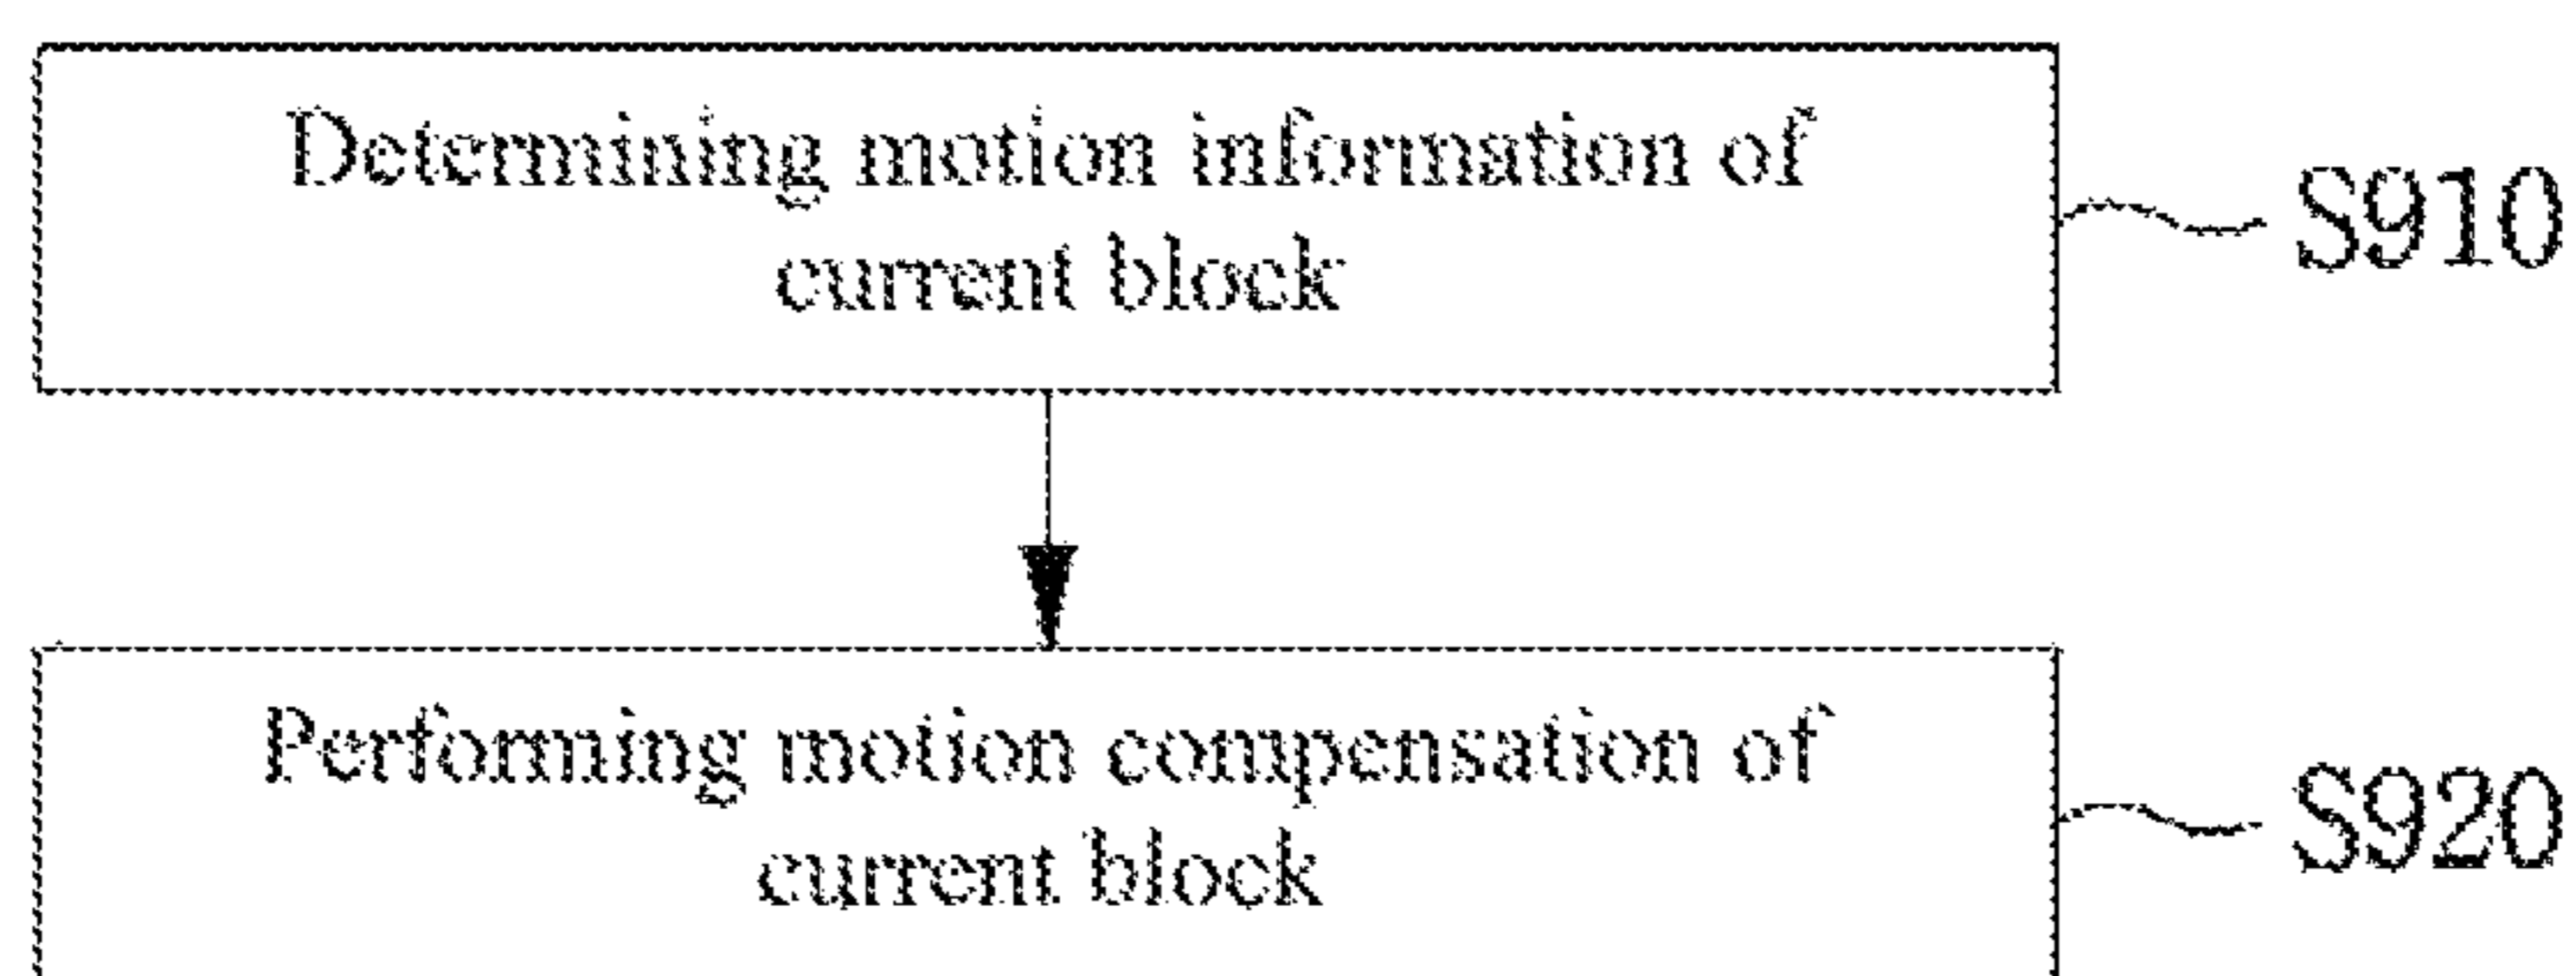 Determining motion information of
current block
S910
Performing motion compensation of
current block
S920